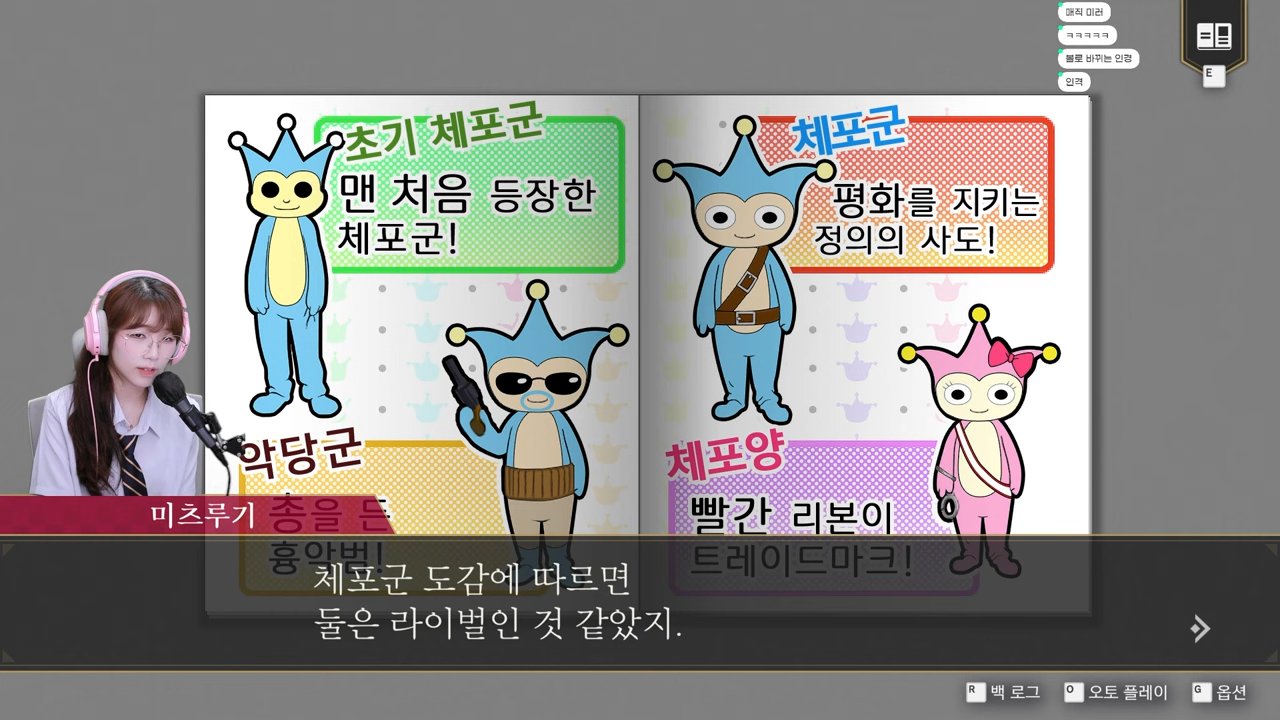 매직 미러
ㅋㅋㅋㅋㅋ
볼로 바뀌는 인경
인격
E
초기 체포군
맨 처음 등장한
체포군!
체포군
평화를 지키는
정의의 사도!
악당군
총을 든
흉악범!
체포양
빨간 리본이
트레이드마크!
미츠루기
체포군 도감에 따르면
둘은 라이벌인 것 같았지.
R 백 로그
O 오토 플레이
G 옵션